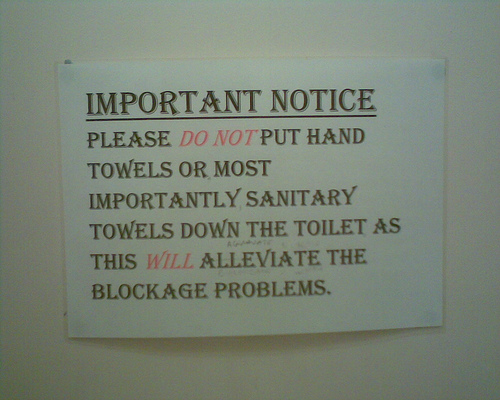 IMPORTANT NOTICE
PLEASE DO NOT PUT HAND
TOWELS OR MOST
IMPORTANTLY SANITARY
TOWELS DOWN THE TOILET AS
THIS WILL ALLEVIATE THE
BLOCKAGE PROBLEMS.